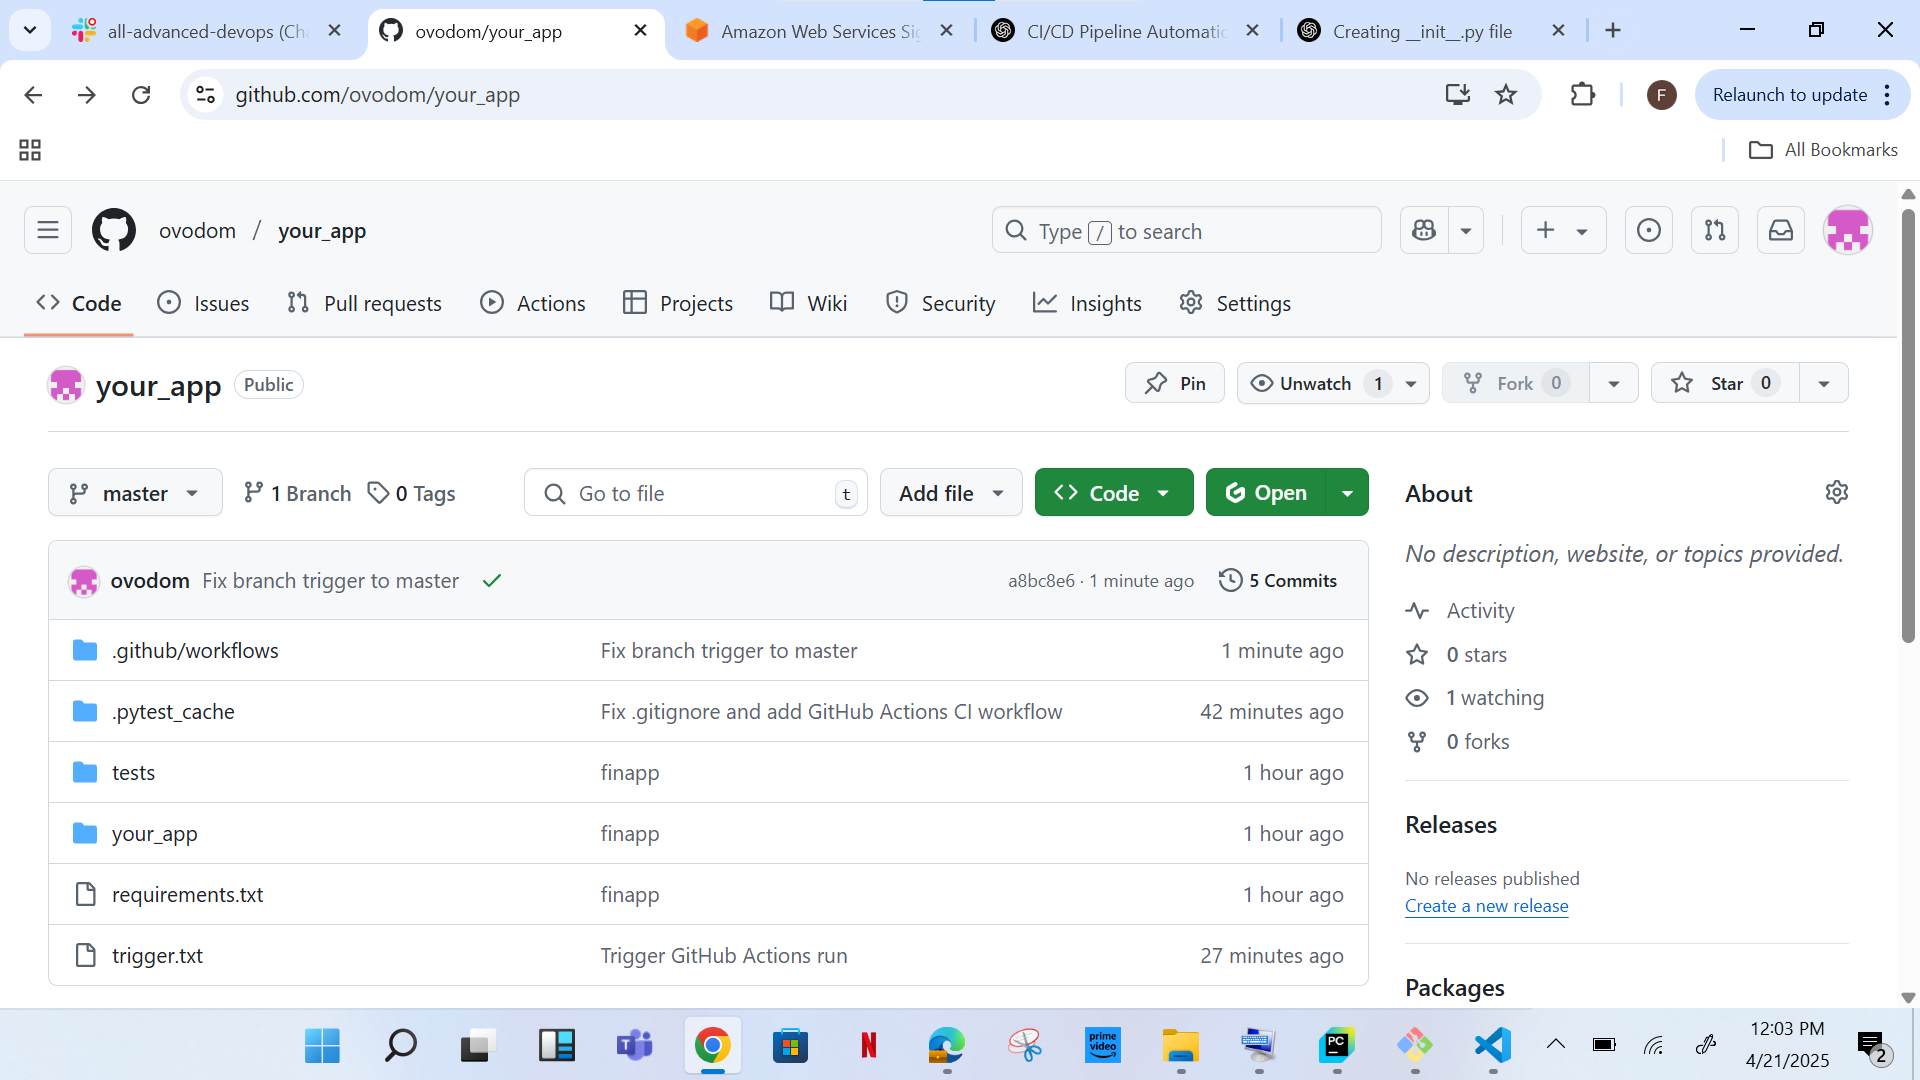 all-advanced-devops (Cha
ovodom/your_app
Amazon Web Services Sig
CI/CD Pipeline Automatic
Creating __init__.py file
github.com/ovodom/your_app
F
Relaunch to update
All Bookmarks
ovodom / your_app
Type / to search
Code
Issues
Pull requests
Actions
Projects
Wiki
Security
Insights
Settings
your_app
Public
Pin
Unwatch 1
Fork 0
Star 0
master
1 Branch
0 Tags
Go to file
t
Add file
Code
Open
ovodom Fix branch trigger to master
a8bc8e6 · 1 minute ago
5 Commits
.github/workflows Fix branch trigger to master 1 minute ago
.pytest_cache Fix .gitignore and add GitHub Actions CI workflow 42 minutes ago
tests finapp 1 hour ago
your_app finapp 1 hour ago
requirements.txt finapp 1 hour ago
trigger.txt Trigger GitHub Actions run 27 minutes ago
About
No description, website, or topics provided.
Activity
0 stars
1 watching
0 forks
Releases
No releases published
Create a new release
Packages
N
prime
video
PC
12:03 PM
4/21/2025
2